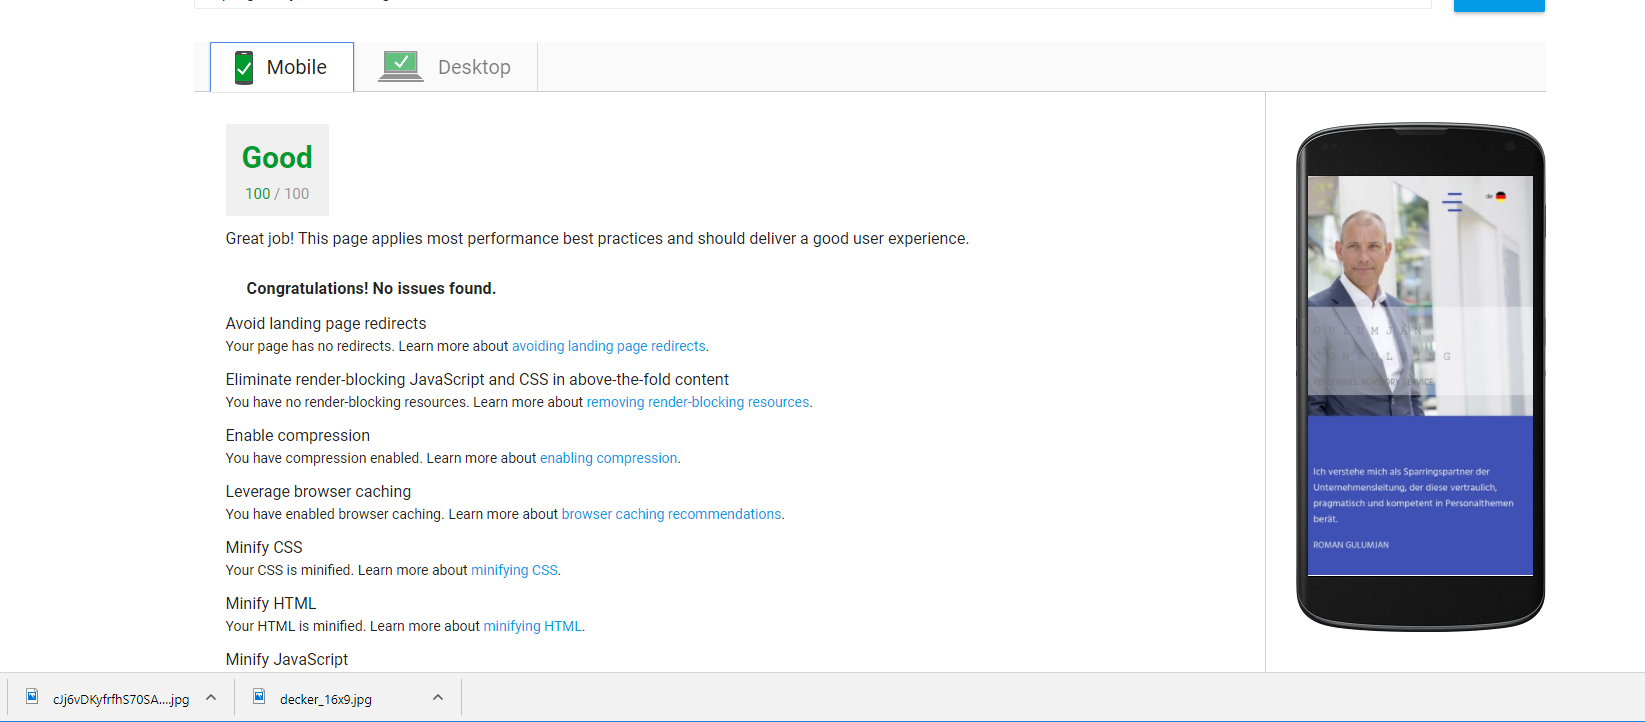 Mobile
Desktop
Good
100 / 100
Great job! This page applies most performance best practices and should deliver a good user experience.
Congratulations! No issues found.
Avoid landing page redirects
Your page has no redirects. Learn more about avoiding landing page redirects.
Eliminate render-blocking JavaScript and CSS in above-the-fold content
You have no render-blocking resources. Learn more about removing render-blocking resources.
Enable compression
You have compression enabled. Learn more about enabling compression.
Leverage browser caching
You have enabled browser caching. Learn more about browser caching recommendations.
Minify CSS
Your CSS is minified. Learn more about minifying CSS.
Minify HTML
Your HTML is minified. Learn more about minifying HTML.
Minify JavaScript
de
GULUMJAN
CONSULTING
PERSONNEL ADVISORY SERVICE
Ich verstehe mich als Sparringspartner der
Unternehmensleitung, der diese vertraulich,
pragmatisch und kompetent in Personalthemen
berät.
ROMAN GULUMJAN
cJj6vDKyfrfhS70SA....jpg
decker_16x9.jpg